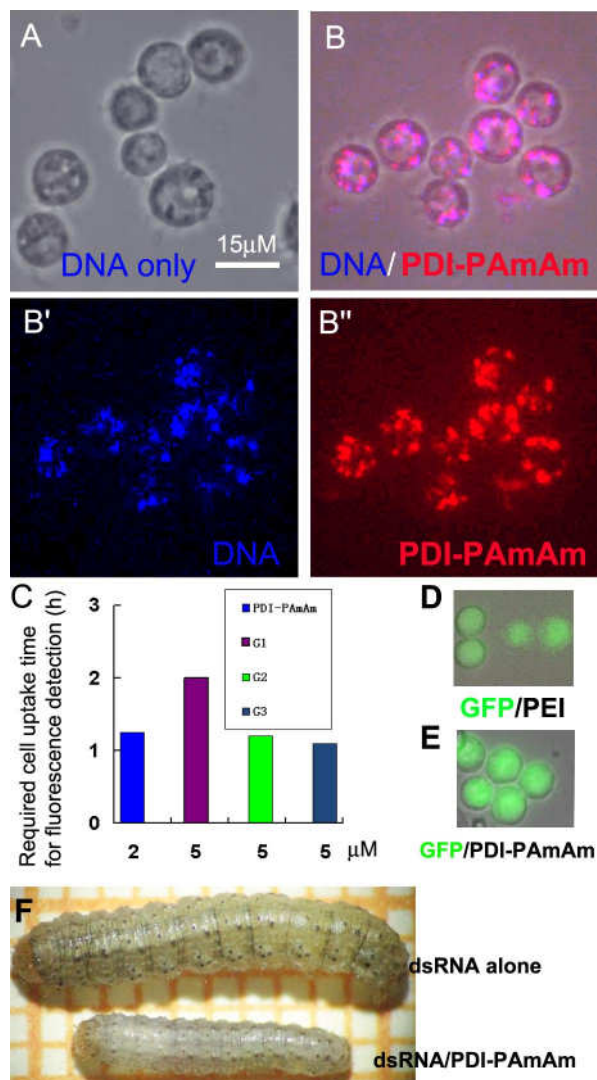 A
15μM
DNA only
B
DNA/PDI-PAmAm
B'
DNA
B"
PDI-PAmAm
C
Required cell uptake time
for fluorescence detection (h)
3
2
1
0
PDI-PAmAm
G1
G2
G3
2 5 5 5 μM
D
GFP/PEI
E
GFP/PDI-PAmAm
F
dsRNA alone
dsRNA/PDI-PAmAm